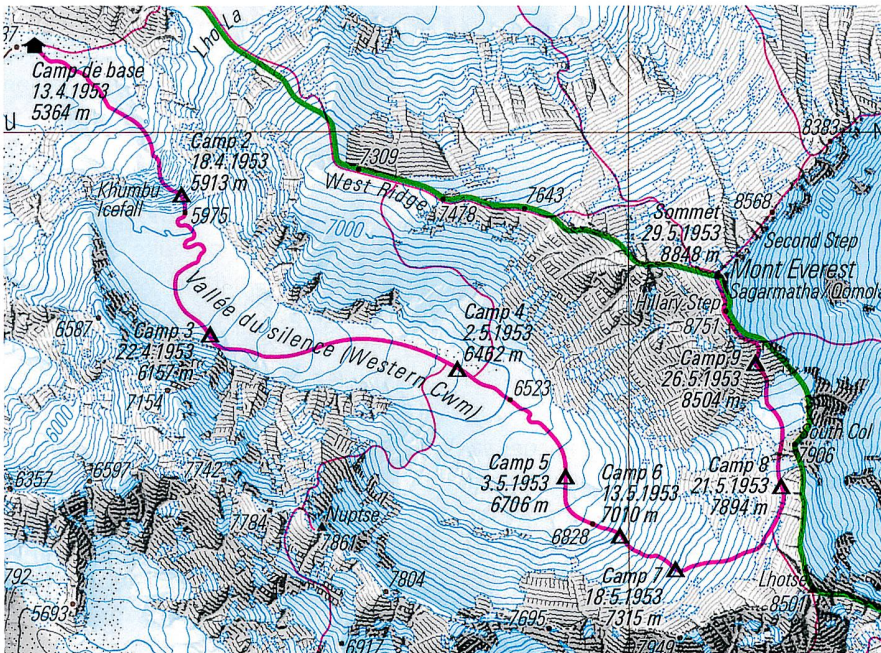 Lho La
Camp de base
13.4.1953
5364 m
U
Camp 2
18.4.1953
5913 m
Khumbu
Icefall
5975
7309
West Ridge
7478
7643
7000
8383
8568
8000
Sommet
29.5.1953
8848 m
Second Step
Mont Everest
Sagarmatha/Qomola
Hillary Step
8751
Vallée du silence (Western Cwm)
Camp 3
22.4.1953
6157 m
6587
7154
Camp 4
2.5.1953
6462 m
6523
Camp 9
26.5.1953
8504 m
South Col
7906
Camp 5
3.5.1953
6706 m
Camp 6
13.5.1953
7010 m
Camp 8
21.5.1953
7894 m
6828
Camp 7
18.5.1953
7315 m
6357
6597
7742
7784
Nuptse
7861
7804
7695
7949
6917
792
5693
Lhotse
8501